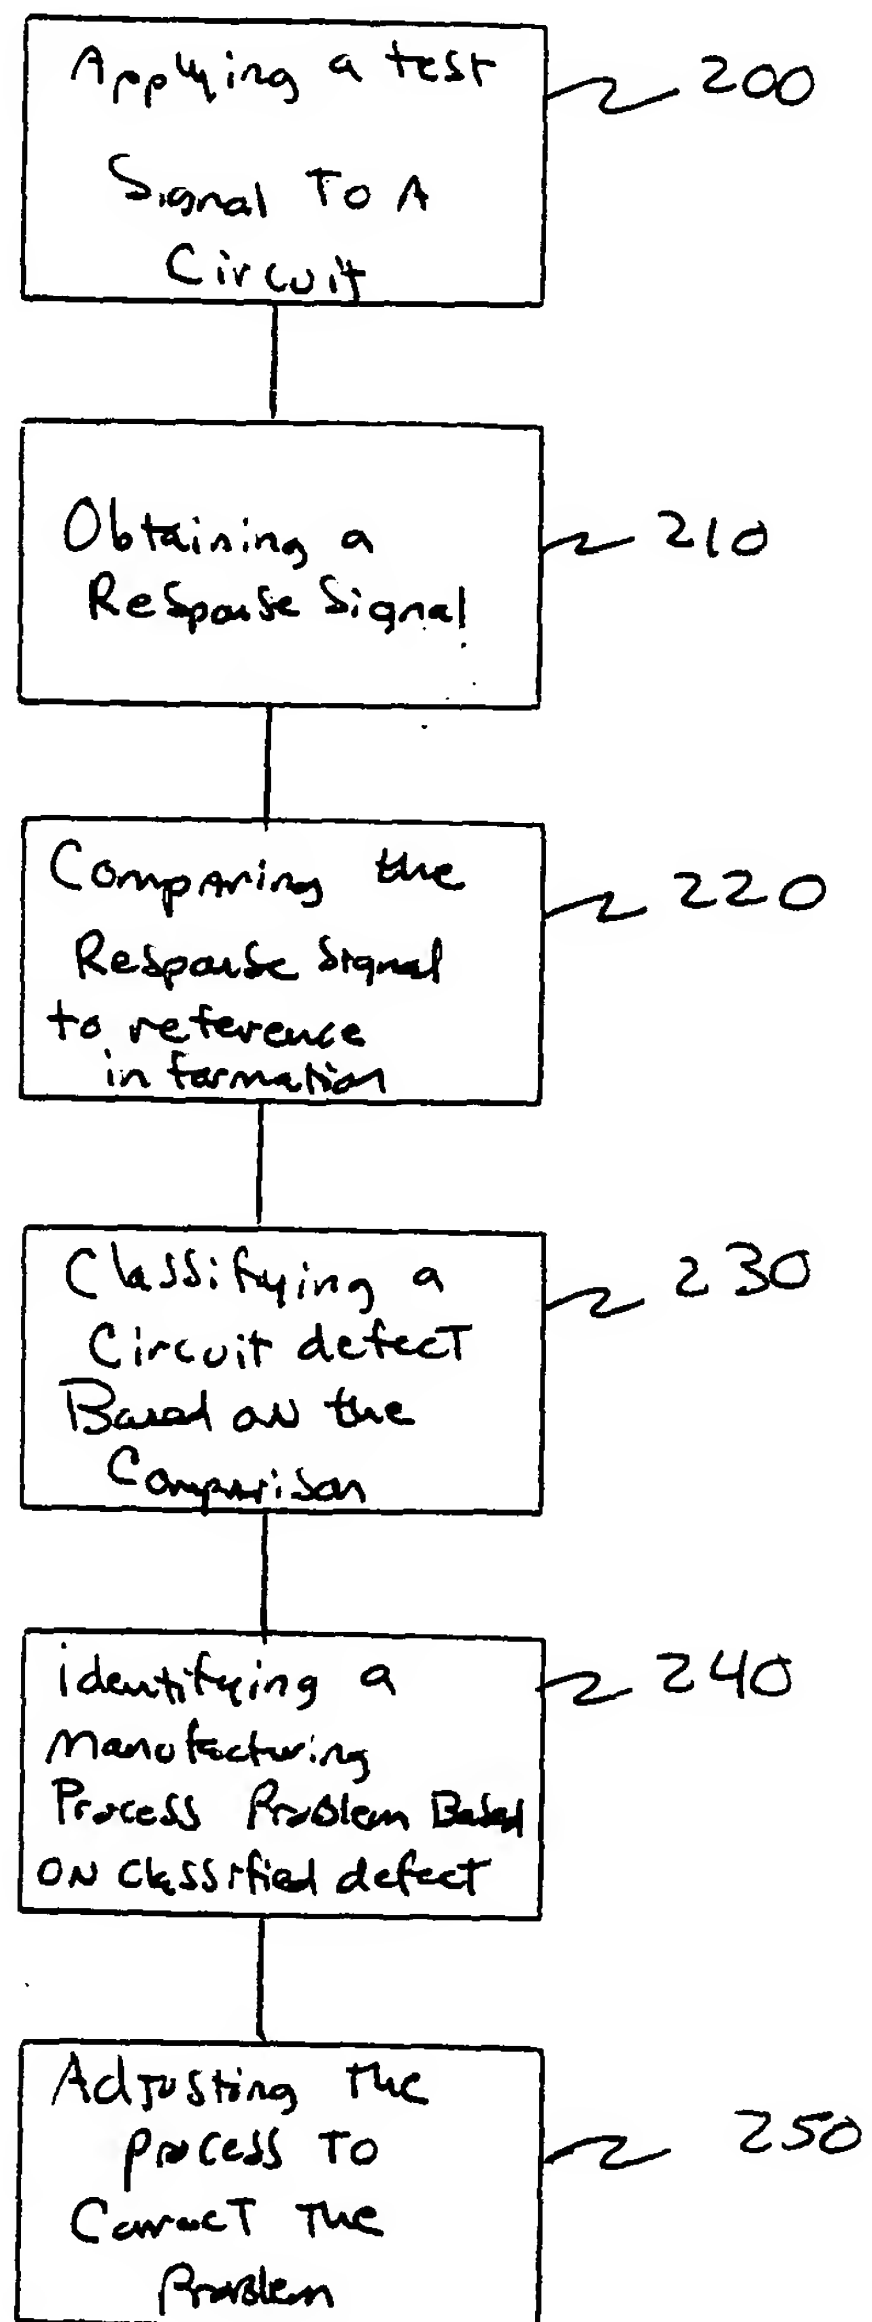 Applying a test
200
Signal To A
Circuit
Obtaining a
210
Response Signal
Comparing the
220
Response Signal
to reference
information
Classifying a
230
Circuit defect
Based on the
Comparison
identifying a
240
Manufacturing
Process Problem Based
ON classified defect
Adjusting the
250
process To
Correct The
Problem